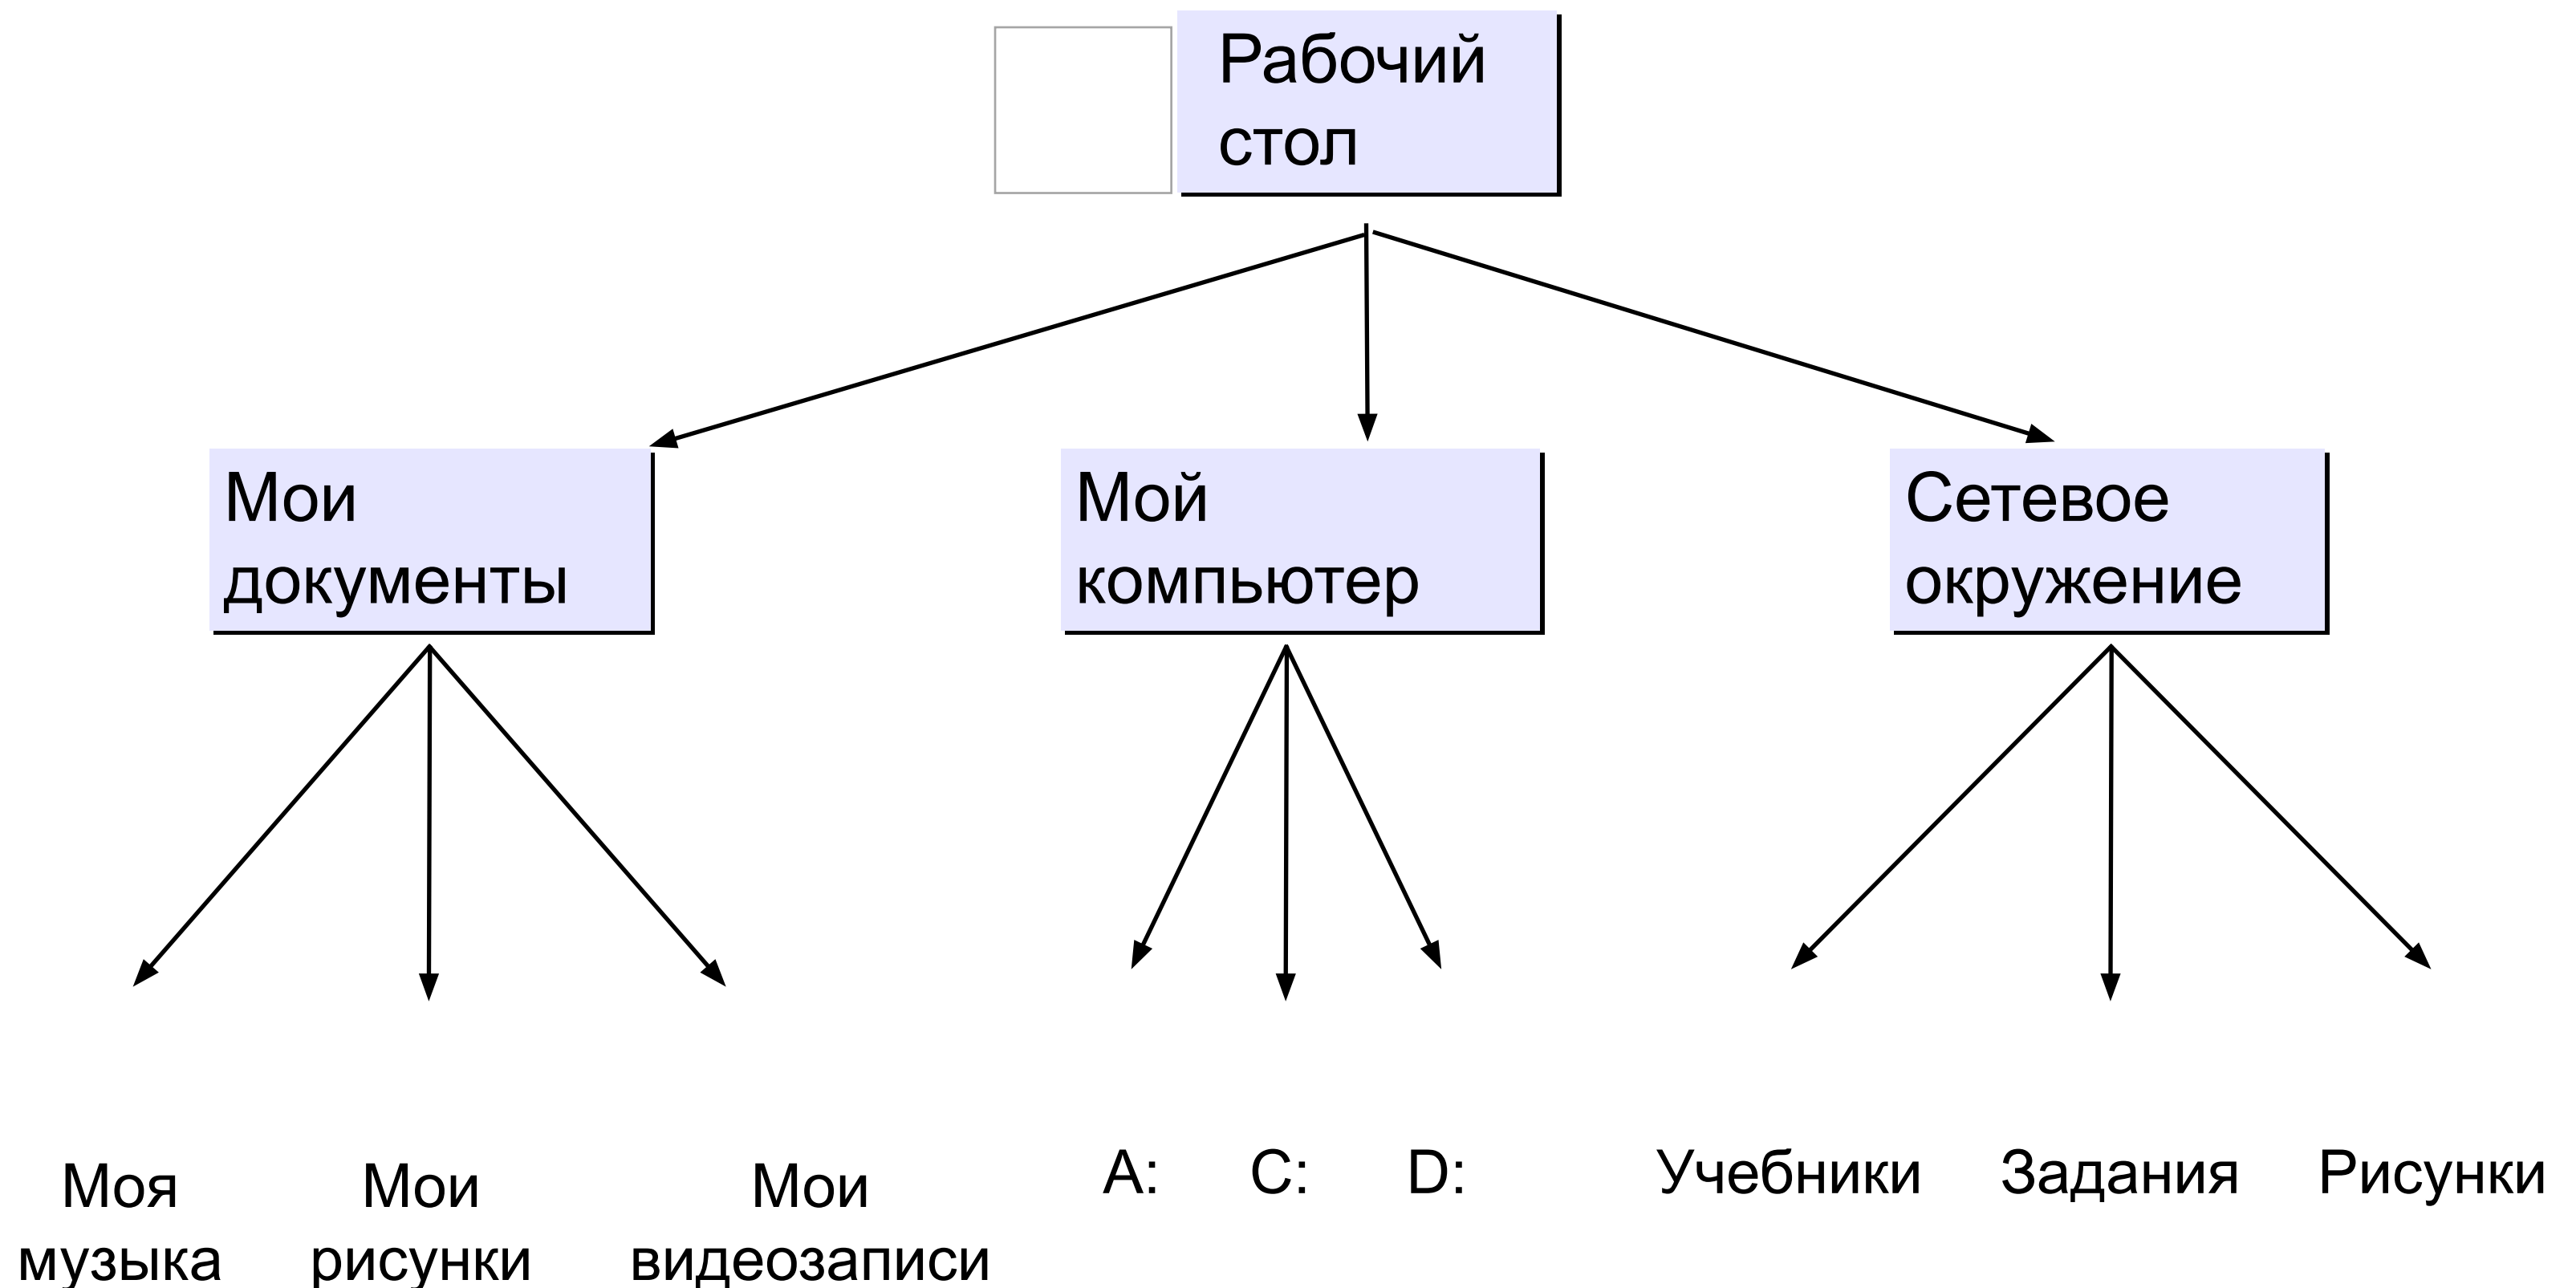 Рабочий
стол
Мои
документы
Мой
компьютер
Сетевое
окружение
Моя
музыка
Мои
рисунки
Мои
видеозаписи
A:
C:
D:
Учебники
Задания
Рисунки